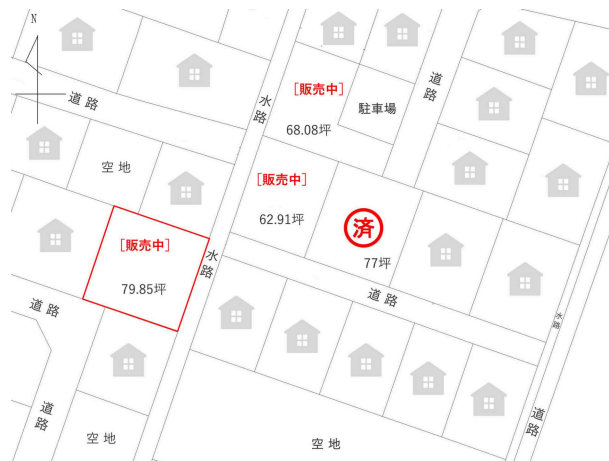 N
道路
水路
[販売中]
68.08坪
駐車場
道路
空地
[販売中]
62.91坪
済
77坪
[販売中]
79.85坪
水路
道路
道路
水路
道路
空地
空地
道路